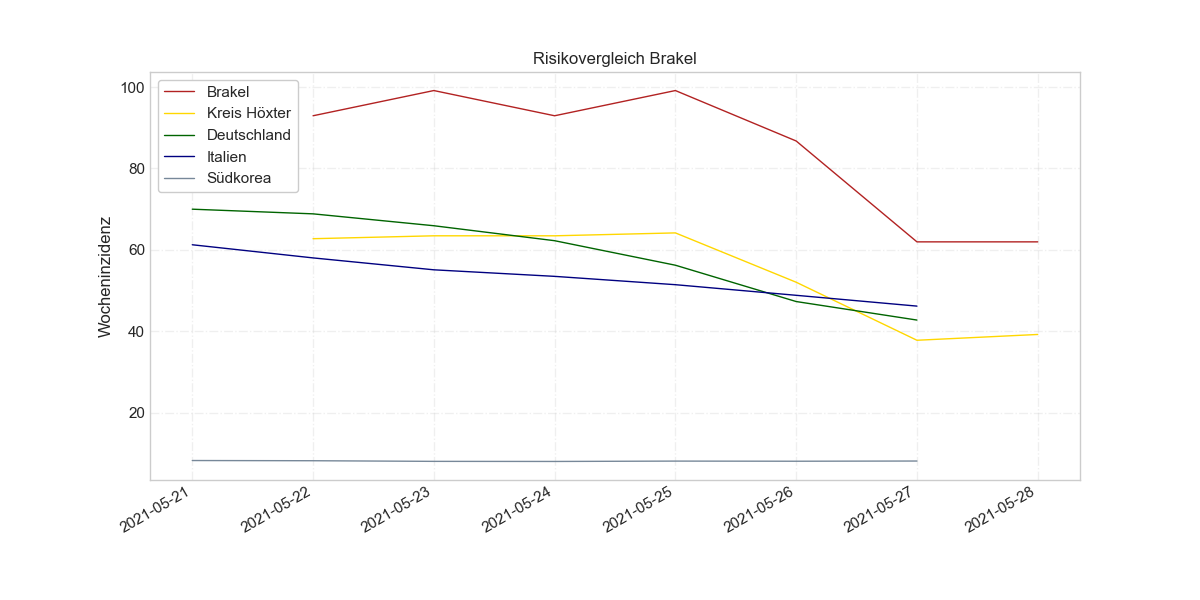 Risikovergleich Brakel
Wocheninzidenz
100
80
60
40
20
Brakel
Kreis Höxter
Deutschland
Italien
Südkorea
2021-05-21
2021-05-22
2021-05-23
2021-05-24
2021-05-25
2021-05-26
2021-05-27
2021-05-28